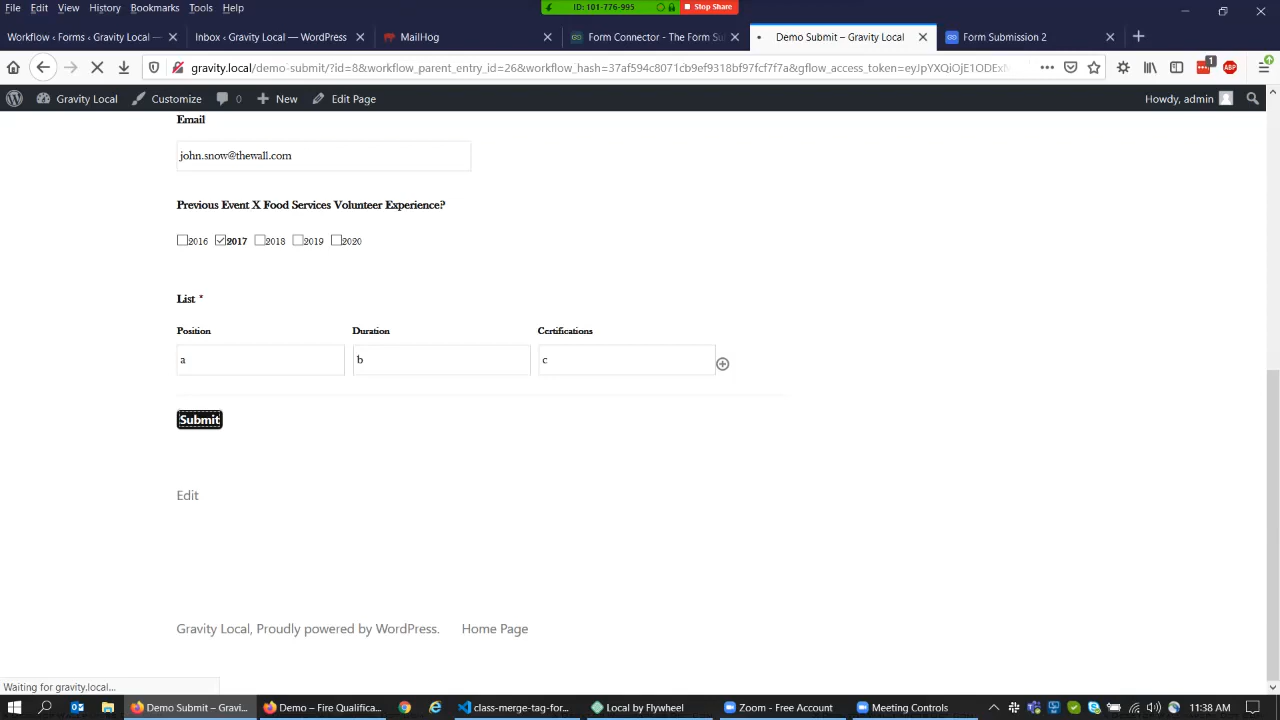 File Edit View History Bookmarks Tools Help
ID: 101-776-995 Stop Share
Workflow ‹ Forms ‹ Gravity Local —
Inbox ‹ Gravity Local — WordPress
MailHog
Form Connector - The Form Su
Demo Submit – Gravity Local
Form Submission 2
gravity.local/demo-submit/?id=8&workflow_parent_entry_id=26&workflow_hash=37af594c8071cb9ef9318bf97fcf7f7a&gflow_access_token=eyJpYXQiOjE1ODExN
1
ABP
Gravity Local Customize 0 New Edit Page Howdy, admin
Email
john.snow@thewall.com
Previous Event X Food Services Volunteer Experience?
2016 2017 2018 2019 2020
List *
Position Duration Certifications
a b c
Submit
Edit
Gravity Local, Proudly powered by WordPress. Home Page
Waiting for gravity.local...
Demo Submit – Gravi... Demo – Fire Qualifica... class-merge-tag-for... Local by Flywheel Zoom - Free Account Meeting Controls 11:38 AM